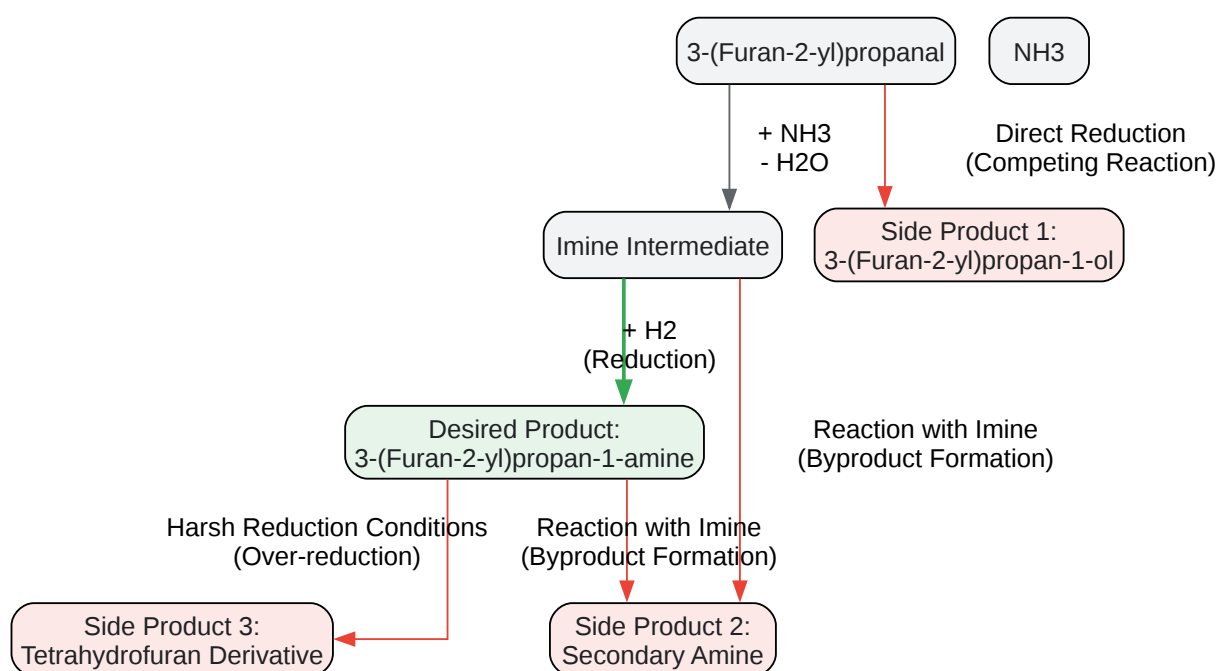 3-(Furan-2-yl)propanal
NH3
+ NH3
- H2O
Direct Reduction
(Competing Reaction)
Imine Intermediate
Side Product 1:
3-(Furan-2-yl)propan-1-ol
+ H2
(Reduction)
Desired Product:
3-(Furan-2-yl)propan-1-amine
Reaction with Imine
(Byproduct Formation)
Harsh Reduction Conditions
(Over-reduction)
Reaction with Imine
(Byproduct Formation)
Side Product 3:
Tetrahydrofuran Derivative
Side Product 2:
Secondary Amine